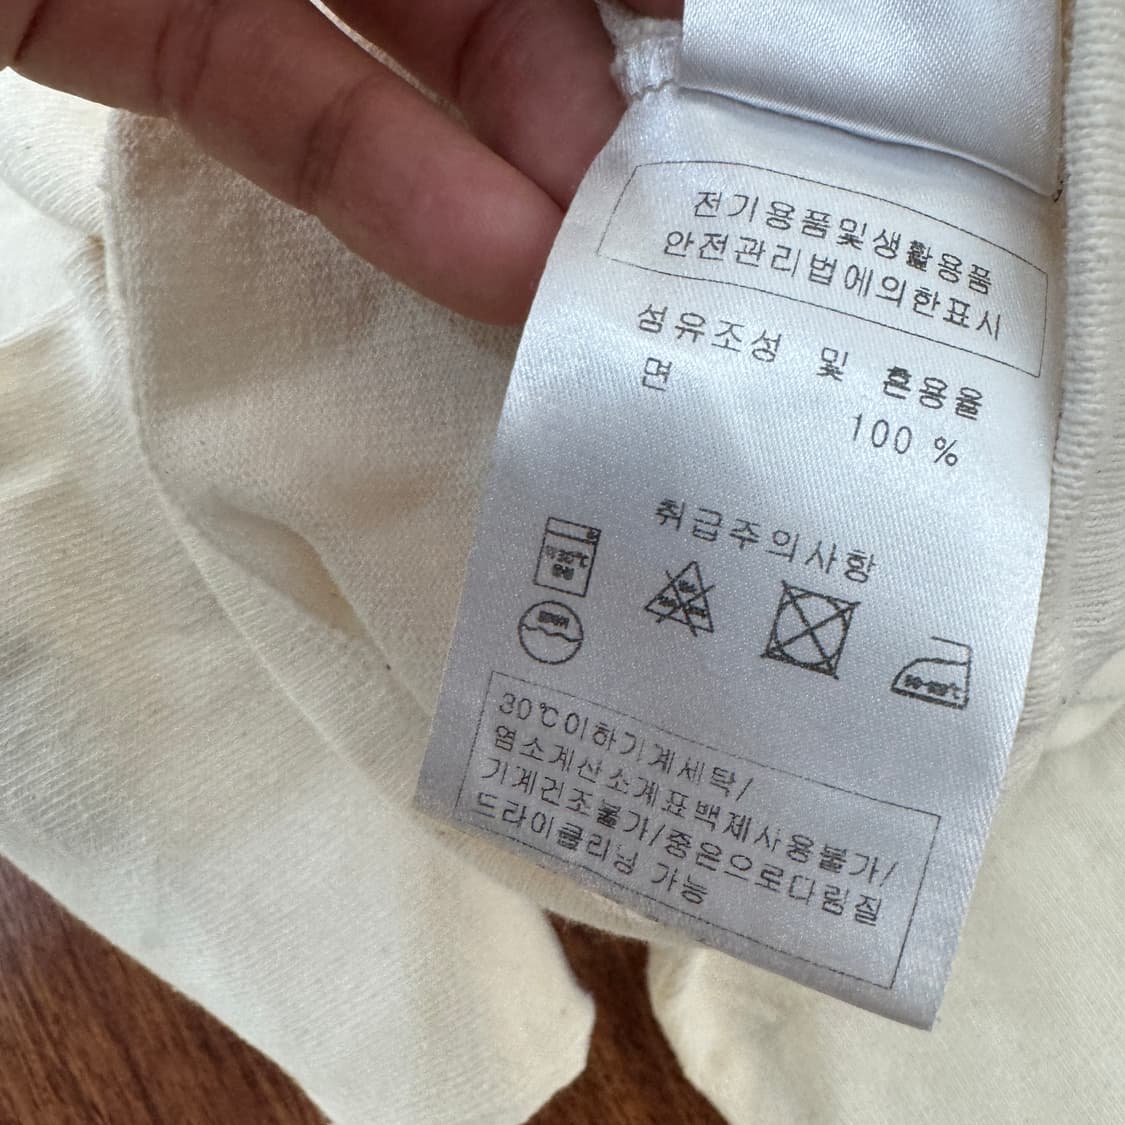 전기용품및생활용품
안전관리법에의한표시
섬유조성 및 혼용율
면 100 %
취급주의사항
30℃이하기계세탁/
염소계산소계표백제사용불가/
기계건조불가/중온으로다림질
드라이클리닝 가능